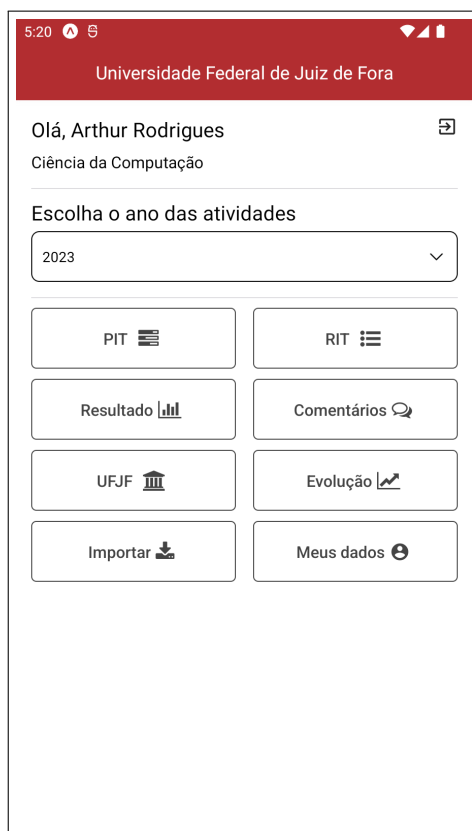 5:20
Universidade Federal de Juiz de Fora
Olá, Arthur Rodrigues
Ciência da Computação
Escolha o ano das atividades
2023
PIT
RIT
Resultado
Comentários
UFJF
Evolução
Importar
Meus dados